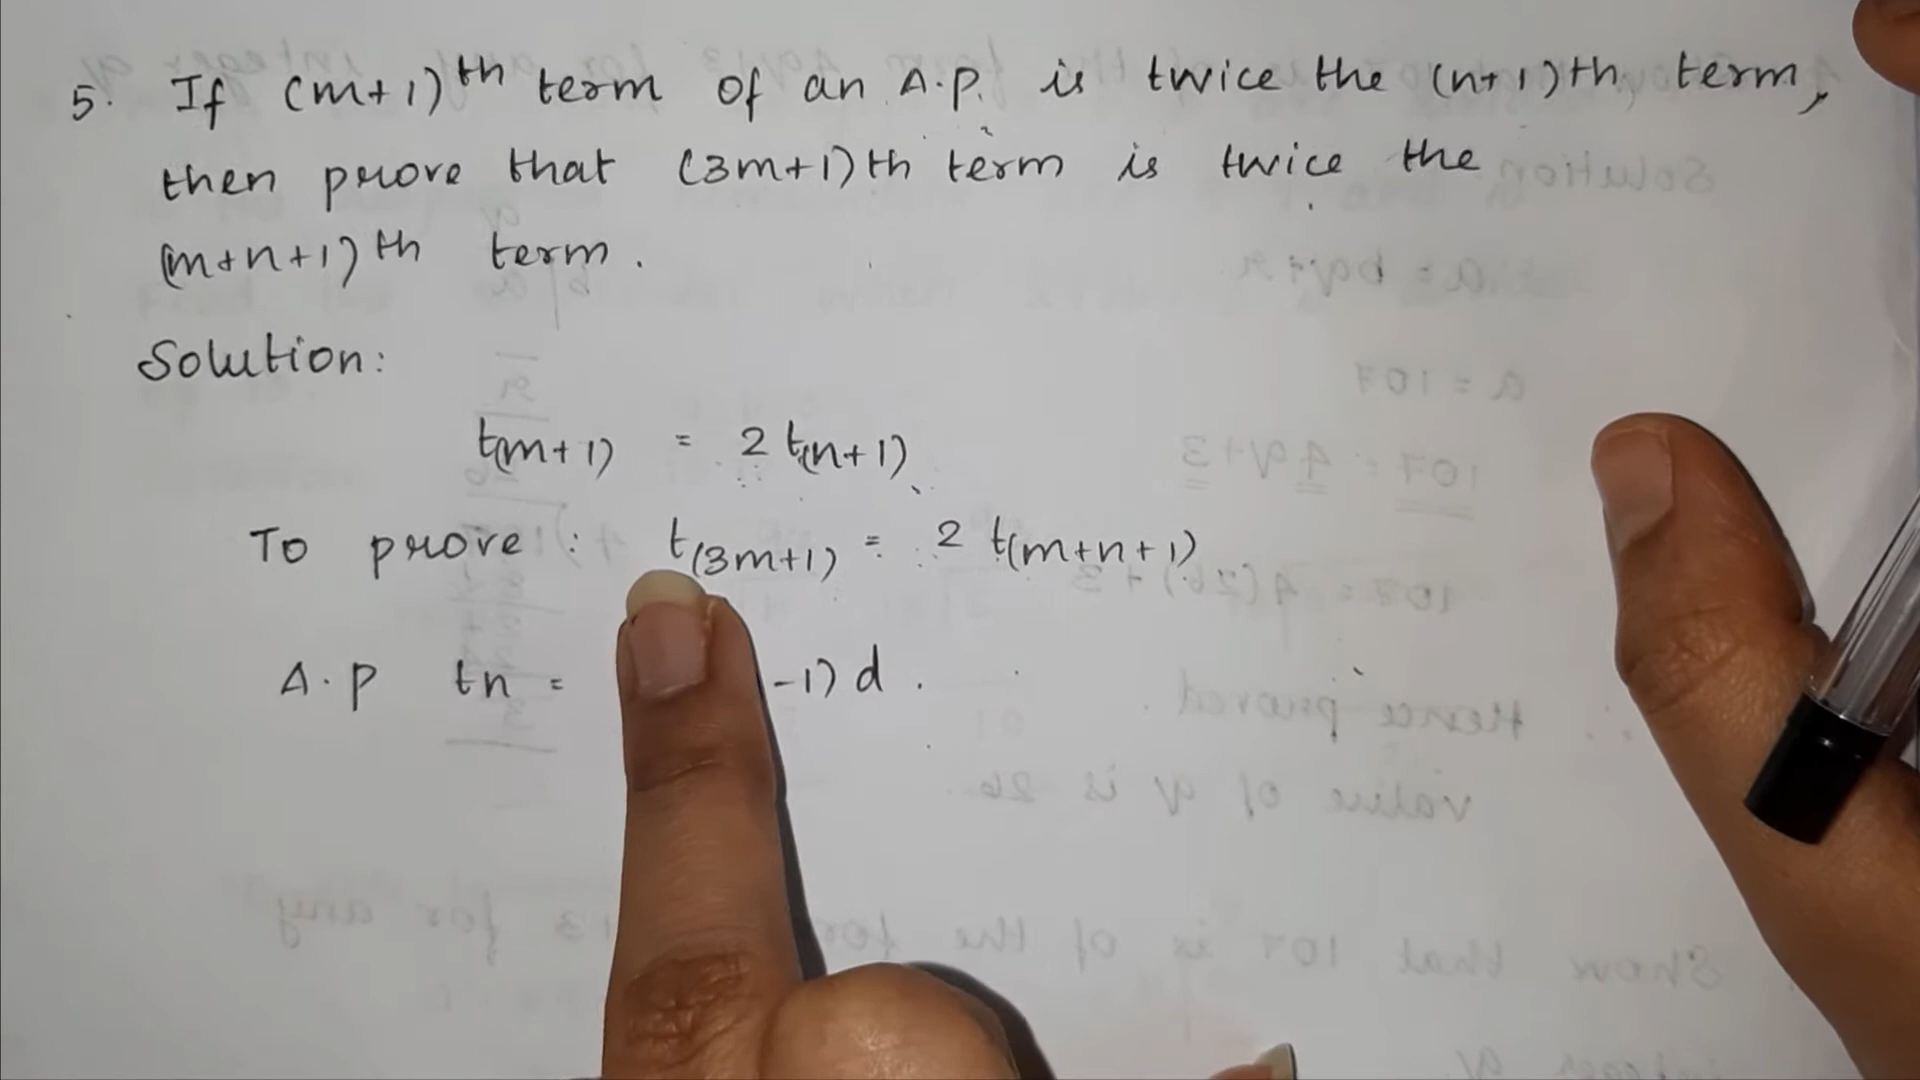 5. If (m+1)th term of an A.P. is twice the (n+1)th term,
then prove that (3m+1)th term is twice the
(m+n+1)th term.
Solution:
t(m+1) = 2 t(n+1)
To prove: t(3m+1) = 2 t(m+n+1)
A.P tn = -1) d.